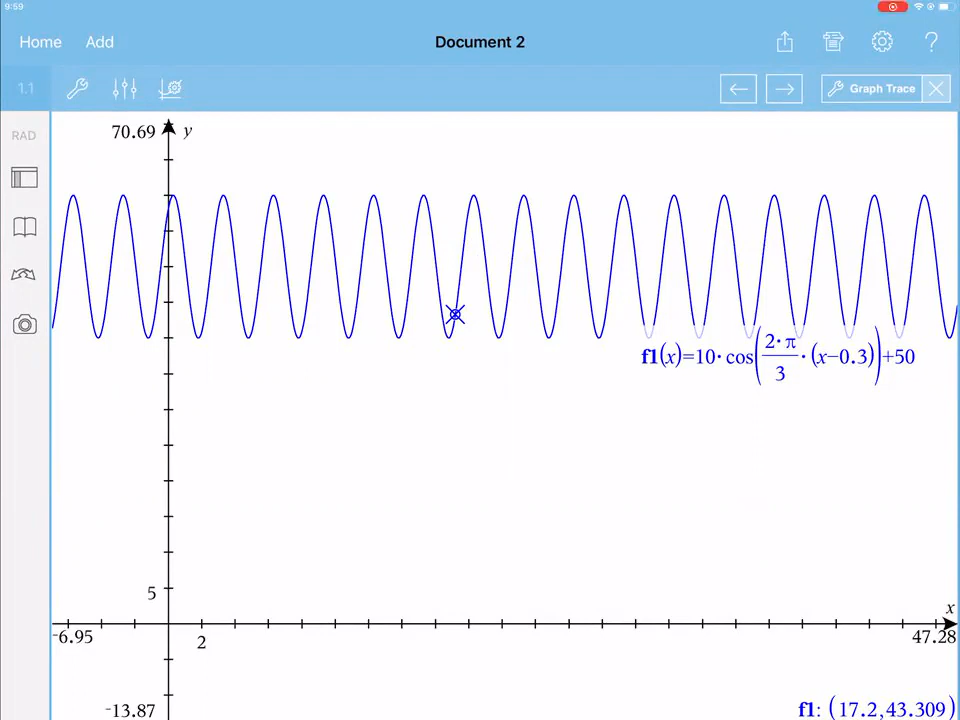 9:59
Home Add Document 2 ?
1.1 Graph Trace
RAD
70.69 y
f1(x)=10·cos(2·π/3·(x−0.3))+50
5
x
-6.95 2 47.28
-13.87
f1: (17.2,43.309)